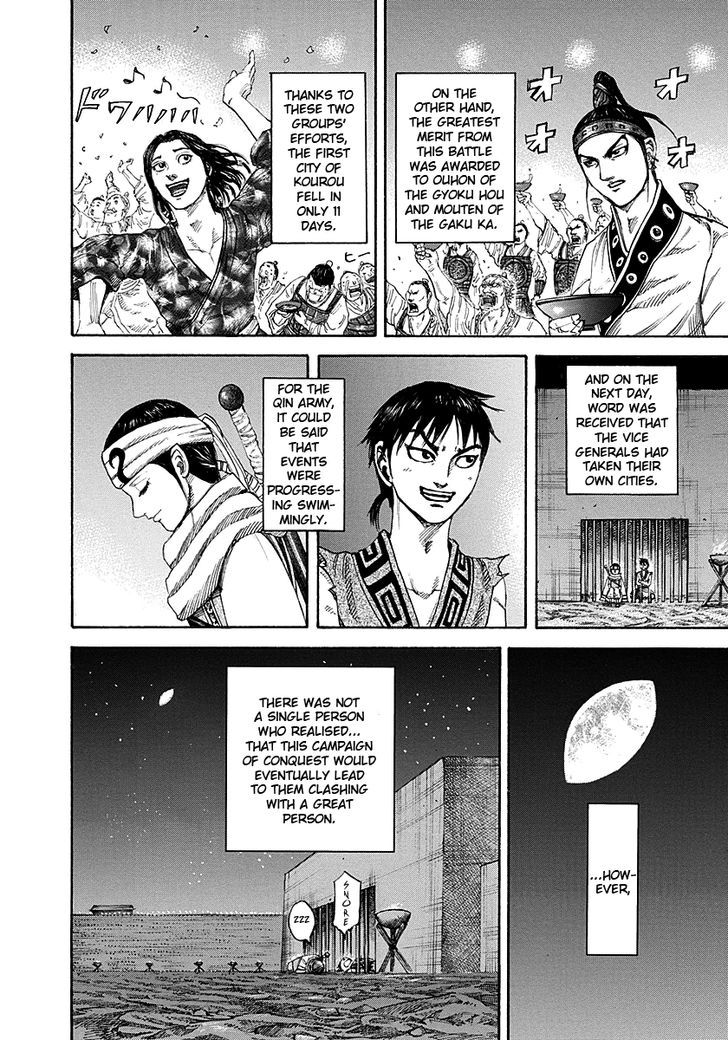 ON THE
OTHER HAND,
THE GREATEST
MERIT FROM
THIS BATTLE
WAS AWARDED
TO OUHON OF
THE GYOKU HOU
AND MOUTEN OF
THE GAKU KA.
オオ
オオ
THANKS TO
THESE TWO
GROUPS'
EFFORTS,
THE FIRST
CITY OF
KOUROU
FELL IN
ONLY 11
DAYS.
ドワハハハハ
ヒー
AND ON THE
NEXT DAY,
WORD WAS
RECEIVED THAT
THE VICE
GENERALS HAD
TAKEN THEIR
OWN CITIES.
FOR THE
QIN ARMY,
IT COULD
BE SAID
THAT
EVENTS
WERE
PROGRESS-
ING SWIM-
MINGLY.
...HOW-
EVER,
THERE WAS NOT
A SINGLE PERSON
WHO REALISED...
THAT THIS CAMPAIGN
OF CONQUEST WOULD
EVENTUALLY LEAD
TO THEM CLASHING
WITH A GREAT
PERSON.
SNORE
ZZZ